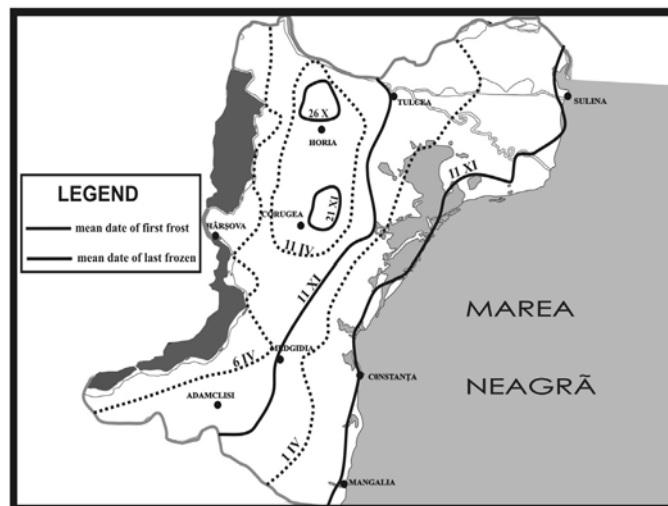 26 X
TULCEA
SULINA
HORIA
11 XI
LEGEND
mean date of first frost
mean date of last frozen
CORUGEA
21 XI
HÂRȘOVA
11 IV
11 XI
MAREA
NEAGRÃ
6 IV
MEDGIDIA
CONSTANȚA
ADAMCLISI
1 IV
MANGALIA